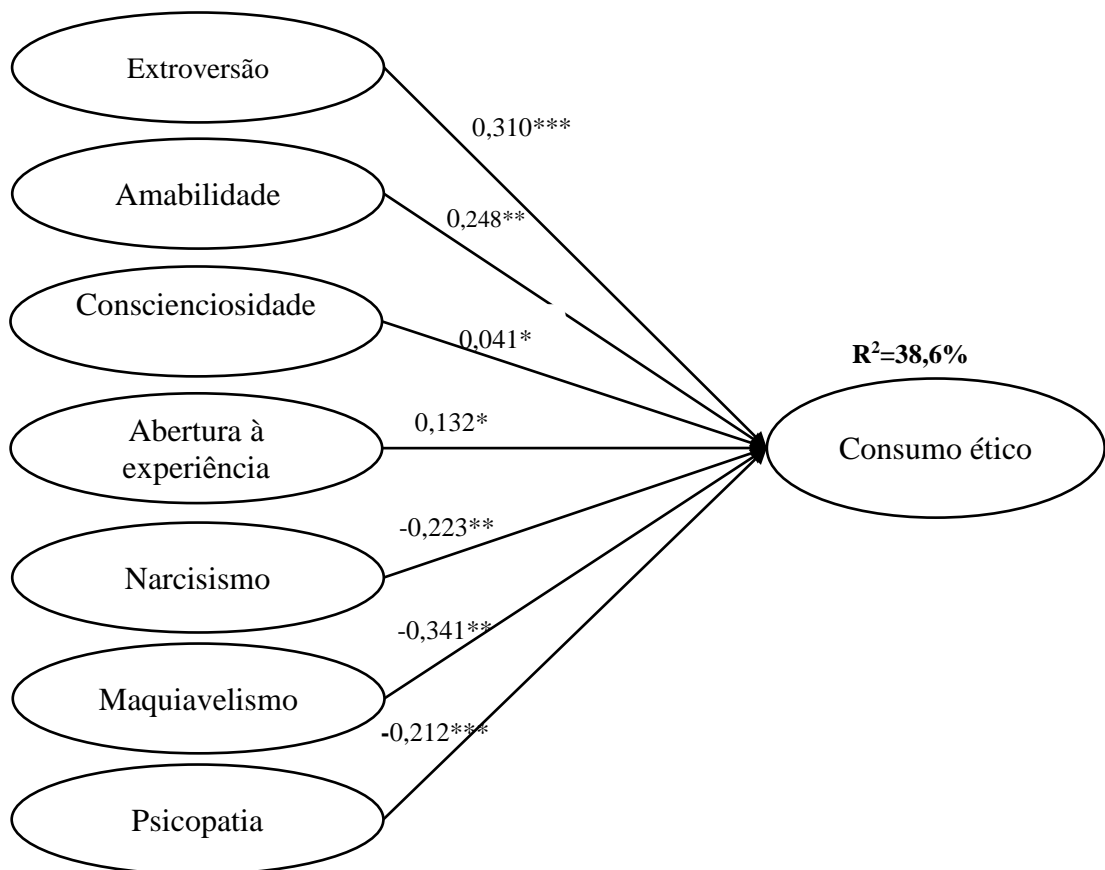 Extroversão
0,310***
Amabilidade
0,248**
Conscienciosidade
0,041*
R²=38,6%
Abertura à
experiência
0,132*
Consumo ético
-0,223**
Narcisismo
-0,341**
Maquiavelismo
-0,212***
Psicopatia